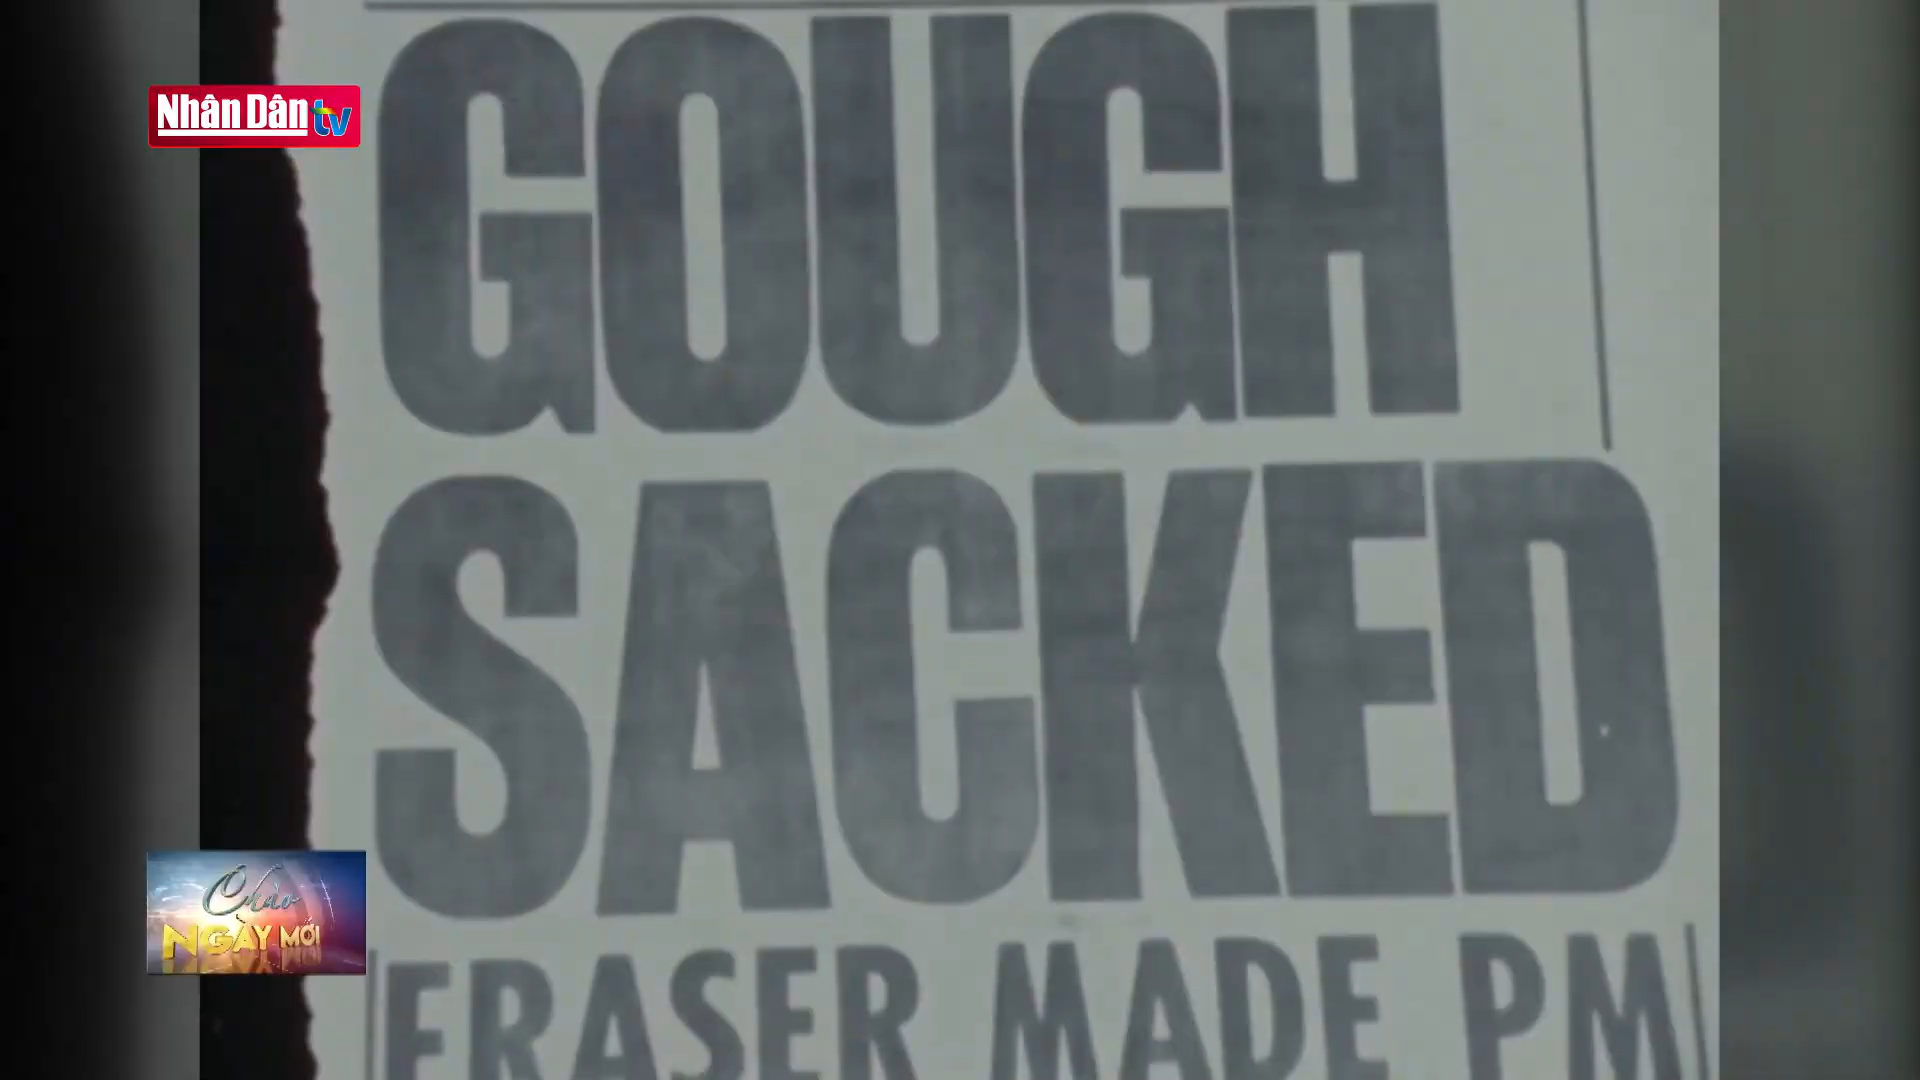 Nhân Dân tv
GOUGH
SACKED
FRASER MADE PM
Chào
NGÀY MỚI